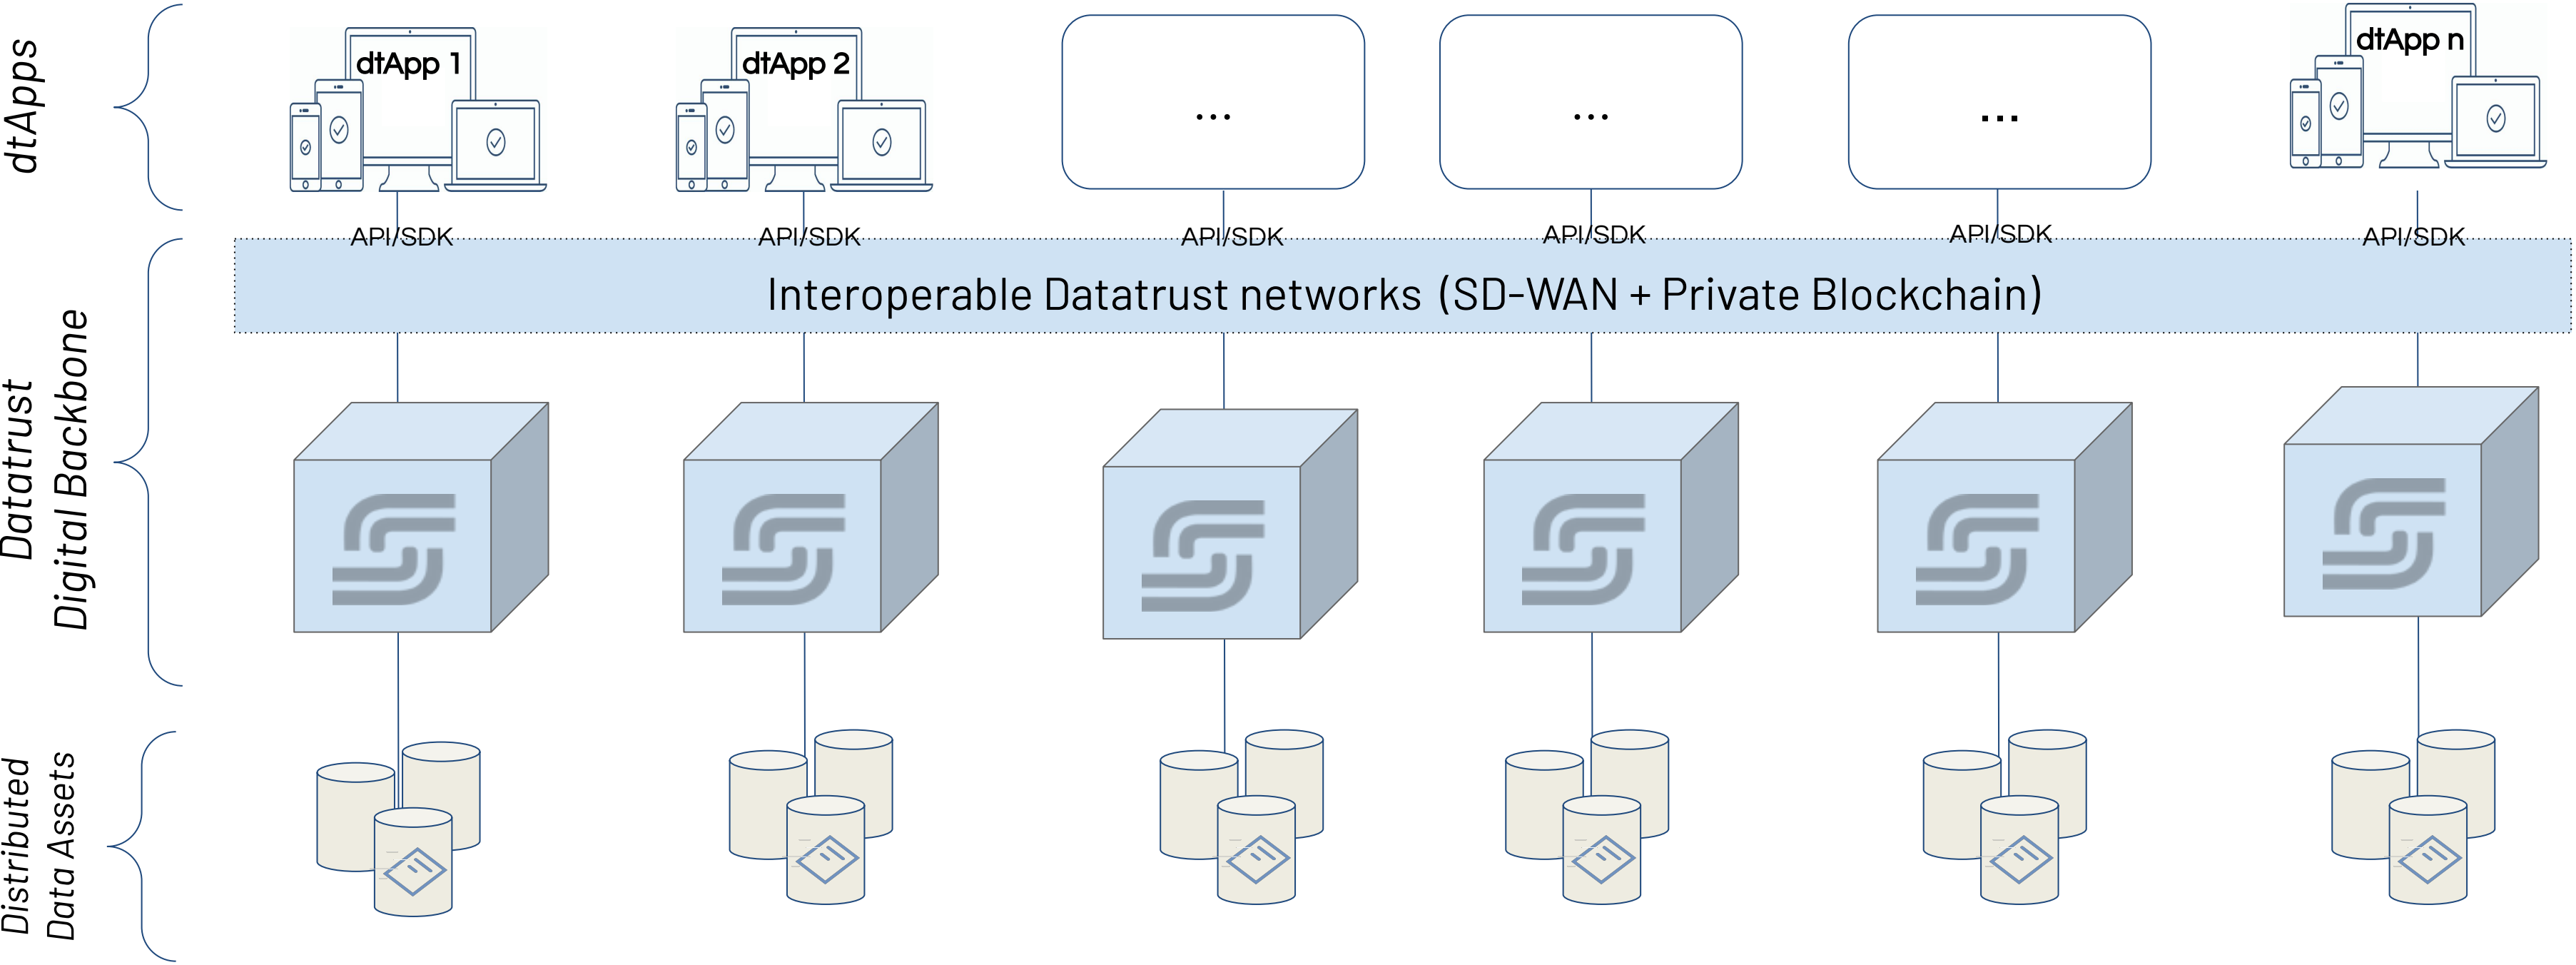 dtApps
dtApp 1
dtApp 2
...
...
...
dtApp n
API/SDK
API/SDK
API/SDK
API/SDK
API/SDK
API/SDK
Datatrust
Digital Backbone
Interoperable Datatrust networks (SD-WAN + Private Blockchain)
Distributed
Data Assets